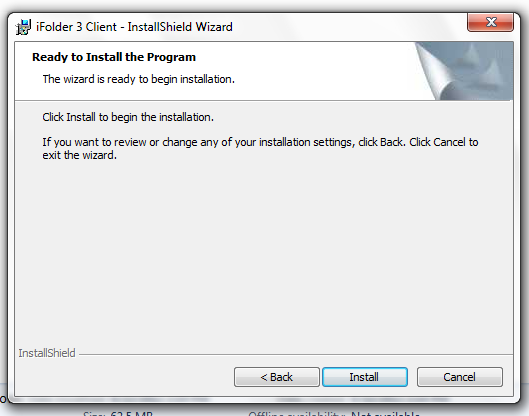 iFolder 3 Client - InstallShield Wizard
Ready to Install the Program
The wizard is ready to begin installation.
Click Install to begin the installation.
If you want to review or change any of your installation settings, click Back. Click Cancel to
exit the wizard.
InstallShield
< Back Install Cancel
Size: 62.5 MB Offline availability: Not available